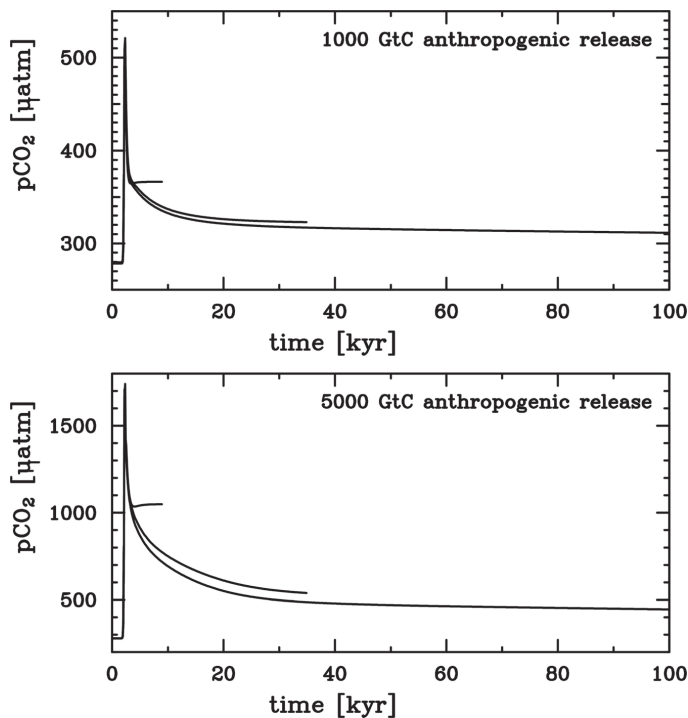 1000 GtC anthropogenic release
pCO₂ [μatm]
500
400
300
0 20 40 60 80 100
time [kyr]
5000 GtC anthropogenic release
pCO₂ [μatm]
1500
1000
500
0 20 40 60 80 100
time [kyr]